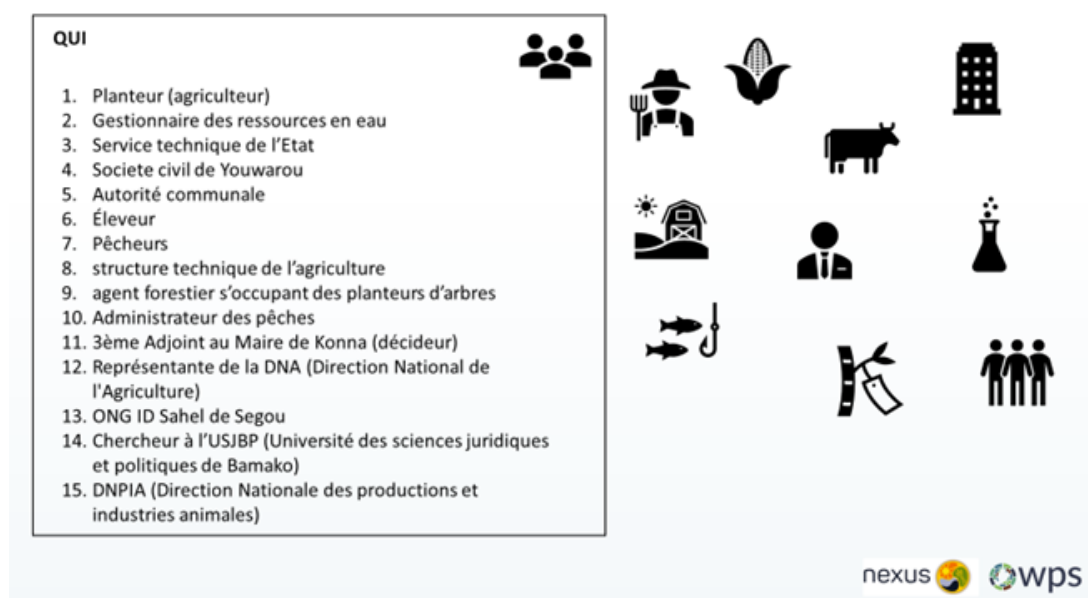 QUI
1. Planteur (agriculteur)
2. Gestionnaire des ressources en eau
3. Service technique de l'Etat
4. Societe civil de Youwarou
5. Autorité communale
6. Éleveur
7. Pêcheurs
8. structure technique de l'agriculture
9. agent forestier s'occupant des planteurs d'arbres
10. Administrateur des pêches
11. 3ème Adjoint au Maire de Konna (décideur)
12. Représentante de la DNA (Direction National de
l'Agriculture)
13. ONG ID Sahel de Segou
14. Chercheur à l'USJBP (Université des sciences juridiques
et politiques de Bamako)
15. DNPIA (Direction Nationale des productions et
industries animales)
nexus wps